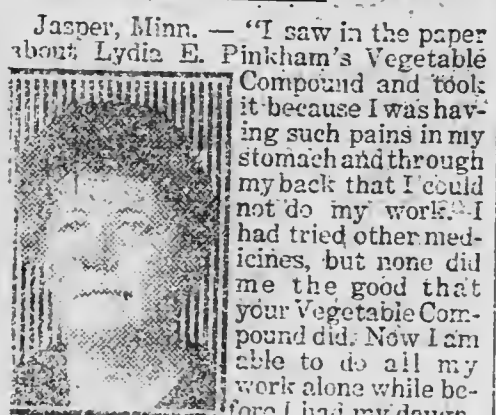 Jasper, Minn. — "I saw in the paper
about Lydia E. Pinkham's Vegetable
Compound and took
it because I was hav-
ing such pains in my
stomach and through
my back that I could
not do my work. I
had tried other med-
icines, but none did
me the good that
your Vegetable Com-
pound did. Now I am
able to do all my
work alone while be-
fore I had my